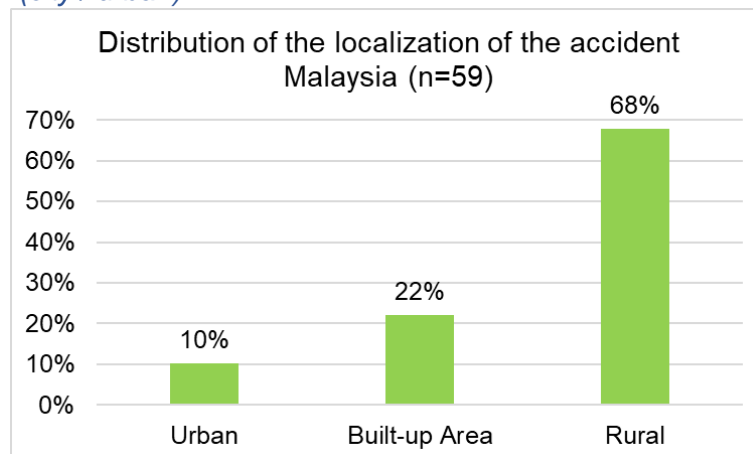 Distribution of the localization of the accident
Malaysia (n=59)
70%
60%
50%
40%
30%
20%
10%
0%
10%
22%
68%
Urban
Built-up Area
Rural